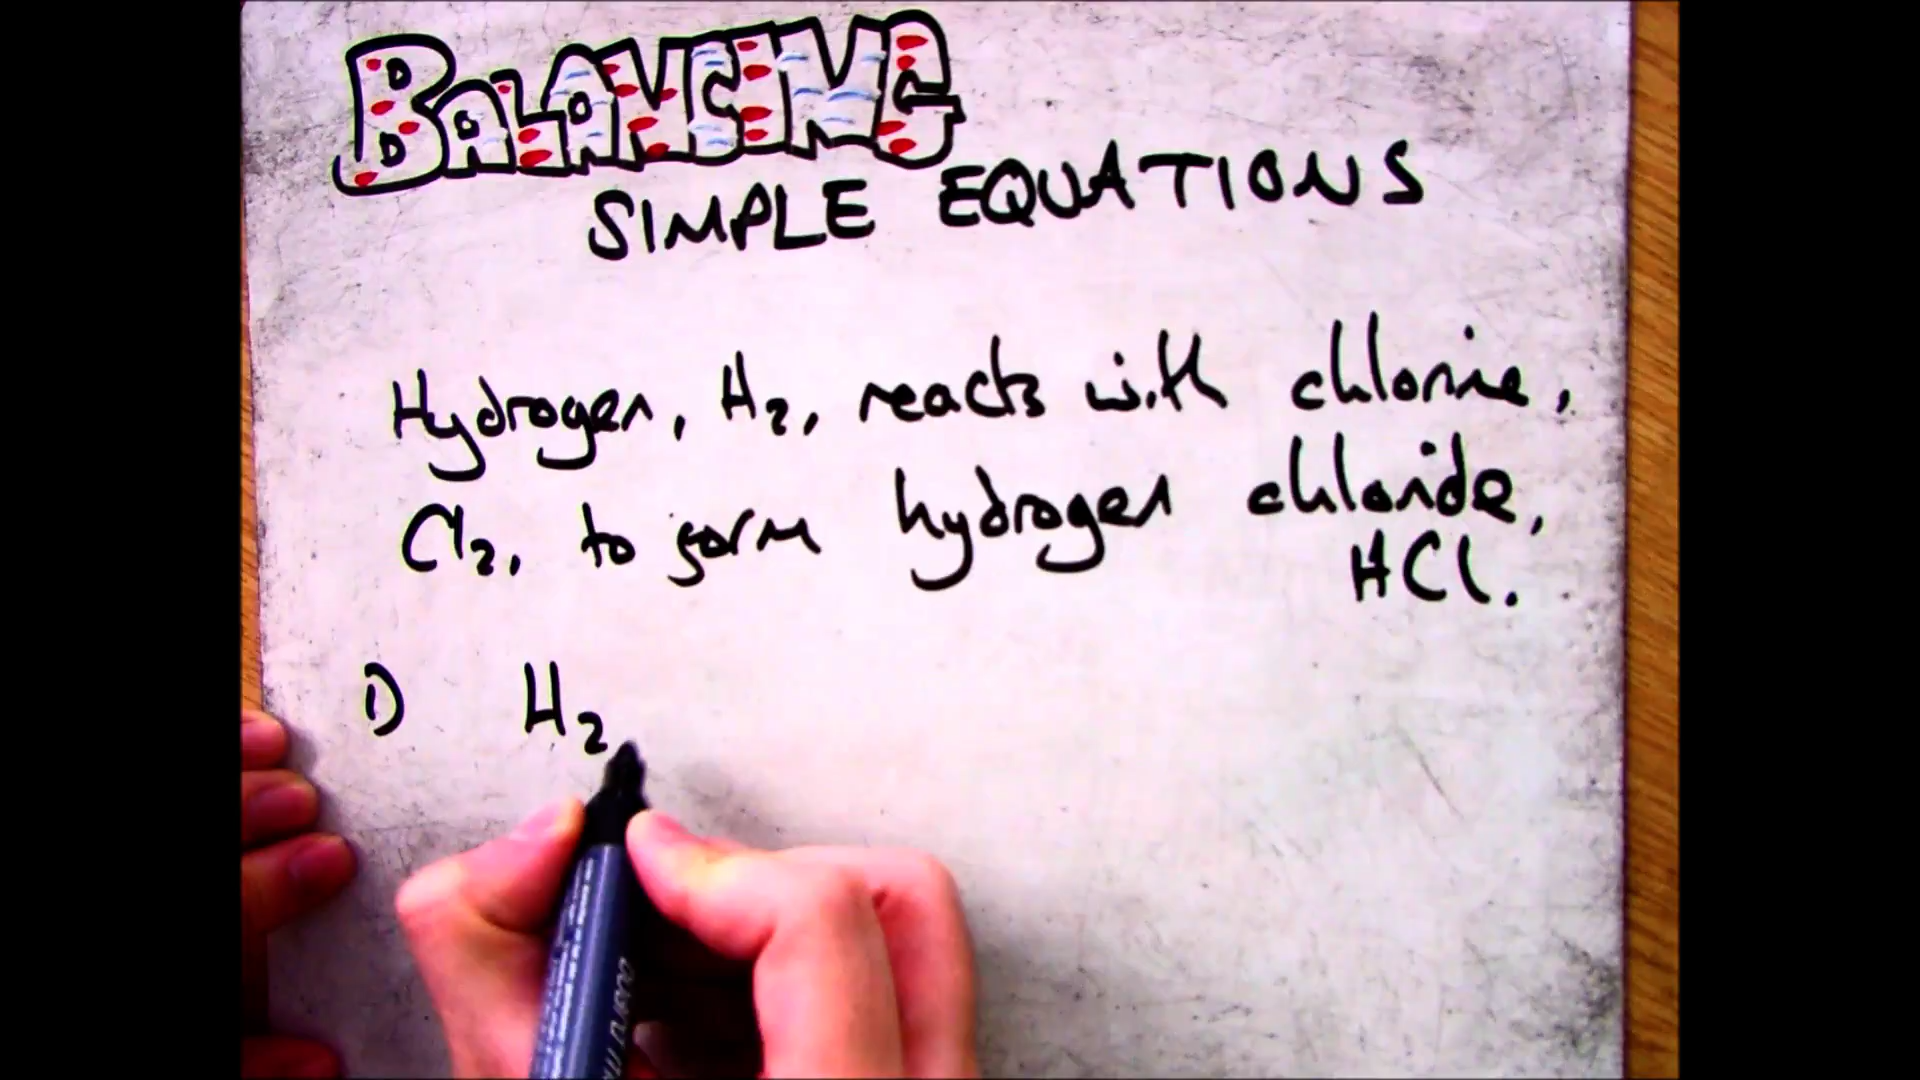 BALANCING
SIMPLE EQUATIONS
Hydrogen, H2, reacts with chlorine,
Cl2, to form hydrogen chloride,
HCl.
1) H2